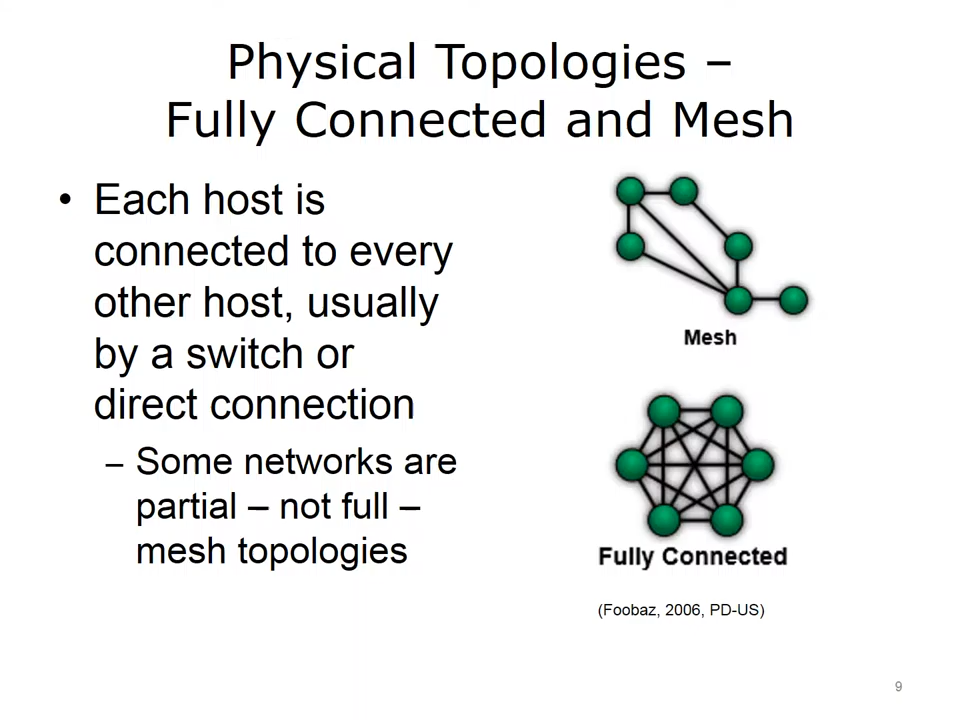 Physical Topologies –
Fully Connected and Mesh
• Each host is
connected to every
other host, usually
by a switch or
direct connection
– Some networks are
partial – not full –
mesh topologies
Mesh
Fully Connected
(Foobaz, 2006, PD-US)
9